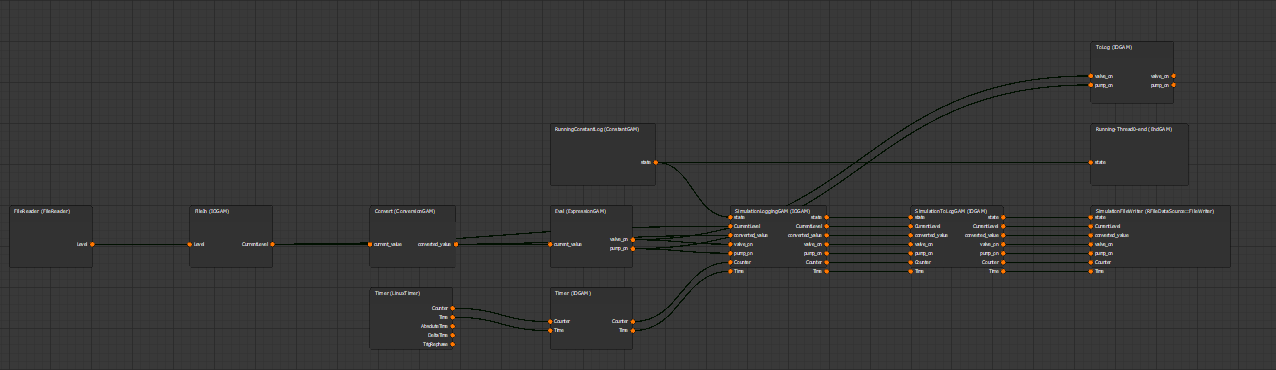 ToLog (IOGAM)
valve_on valve_on
pump_on pump_on
RunningConstantLog (ConstantGAM)
state
Running-Thread0-end (EndGAM)
state
FileReader (FileReader)
Level
FileIn (IOGAM)
Level CurrentLevel
Convert (ConversionGAM)
current_value converted_value
Eval (ExpressionGAM)
valve_on
current_value
pump_on
SimulationLoggingGAM (IOGAM)
state state
CurrentLevel CurrentLevel
converted_value converted_value
valve_on valve_on
pump_on pump_on
Counter Counter
Time Time
SimulationToLogGAM (IOGAM)
state state
CurrentLevel CurrentLevel
converted_value converted_value
valve_on valve_on
pump_on pump_on
Counter Counter
Time Time
SimulationFileWriter (RFileDataSource::FileWriter)
state
CurrentLevel
converted_value
valve_on
pump_on
Counter
Time
Timer (LinuxTimer)
Counter
Time
AbsoluteTime
DeltaTime
TrigRephase
Timer (IOGAM)
Counter Counter
Time Time